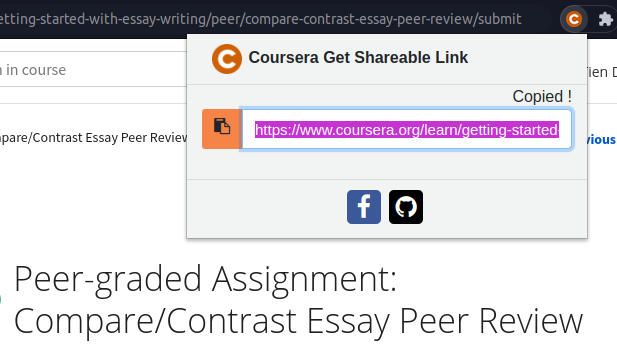 etting-started-with-essay-writing/peer/compare-contrast-essay-peer-review/submit
Coursera Get Shareable Link
n in course
ien D
Copied !
https://www.coursera.org/learn/getting-started-
pare/Contrast Essay Peer Review
vious
Peer-graded Assignment:
Compare/Contrast Essay Peer Review